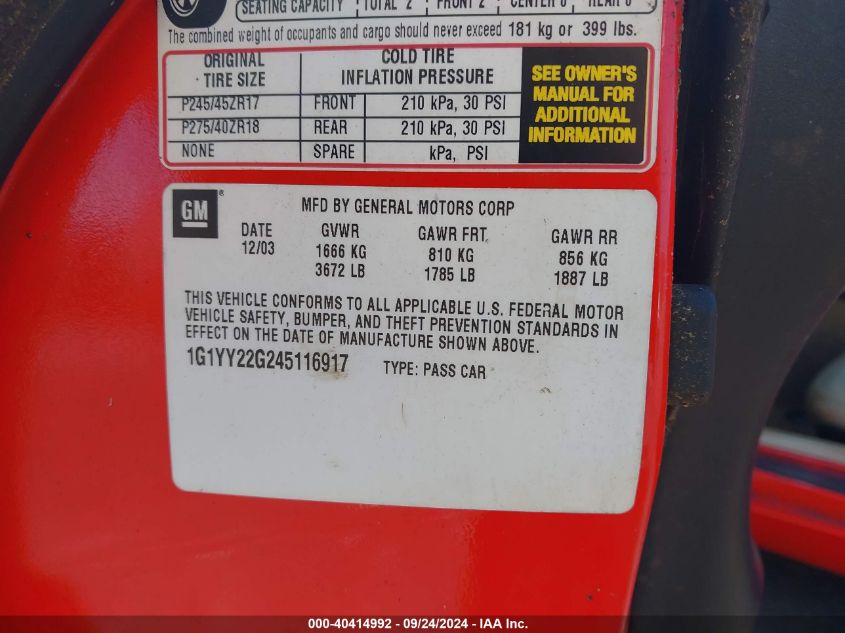 SEATING CAPACITY TOTAL 2 FRONT 2 CENTER 0 REAR 0
The combined weight of occupants and cargo should never exceed 181 kg or 399 lbs.
ORIGINAL TIRE SIZE
COLD TIRE INFLATION PRESSURE
P245/45ZR17 FRONT 210 kPa, 30 PSI
P275/40ZR18 REAR 210 kPa, 30 PSI
NONE SPARE kPa, PSI
SEE OWNER'S
MANUAL FOR
ADDITIONAL
INFORMATION
GM
MFD BY GENERAL MOTORS CORP
DATE GVWR GAWR FRT GAWR RR
12/03 1666 KG 810 KG 856 KG
3672 LB 1785 LB 1887 LB
THIS VEHICLE CONFORMS TO ALL APPLICABLE U.S. FEDERAL MOTOR
VEHICLE SAFETY, BUMPER, AND THEFT PREVENTION STANDARDS IN
EFFECT ON THE DATE OF MANUFACTURE SHOWN ABOVE.
1G1YY22G245116917 TYPE: PASS CAR
000-40414992 - 09/24/2024 - IAA Inc.